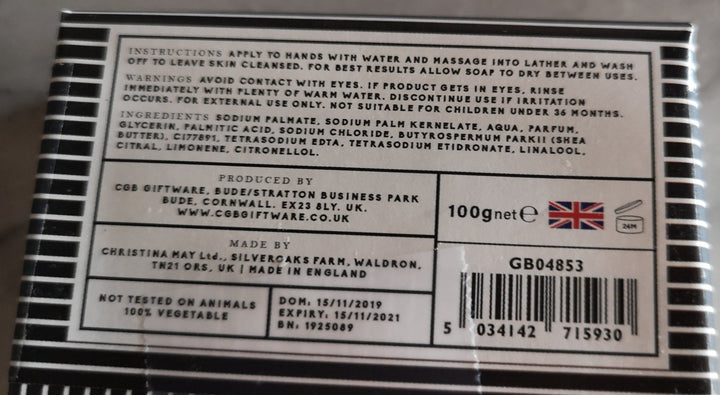 INSTRUCTIONS APPLY TO HANDS WITH WATER AND MASSAGE INTO LATHER AND WASH
OFF TO LEAVE SKIN CLEANSED. FOR BEST RESULTS ALLOW SOAP TO DRY BETWEEN USES.
WARNINGS AVOID CONTACT WITH EYES. IF PRODUCT GETS IN EYES, RINSE
IMMEDIATELY WITH PLENTY OF WARM WATER. DISCONTINUE USE IF IRRITATION
OCCURS. FOR EXTERNAL USE ONLY. NOT SUITABLE FOR CHILDREN UNDER 36 MONTHS.
INGREDIENTS SODIUM PALMATE, SODIUM PALM KERNELATE, AQUA, PARFUM,
GLYCERIN, PALMITIC ACID, SODIUM CHLORIDE, BUTYROSPERMUM PARKII (SHEA
BUTTER), CI77891, TETRASODIUM EDTA, TETRASODIUM ETIDRONATE, LINALOOL,
CITRAL, LIMONENE, CITRONELLOL.
PRODUCED BY
CGB GIFTWARE, BUDE/STRATTON BUSINESS PARK
BUDE, CORNWALL. EX23 8LY. UK.
WWW.CGBGIFTWARE.CO.UK
100gnet℮
24M
MADE BY
CHRISTINA MAY Ltd., SILVEROAKS FARM, WALDRON,
TN21 0RS, UK | MADE IN ENGLAND
NOT TESTED ON ANIMALS
100% VEGETABLE
DOM: 15/11/2019
EXPIRY: 15/11/2021
BN: 1925089
GB04853
5 034142 715930